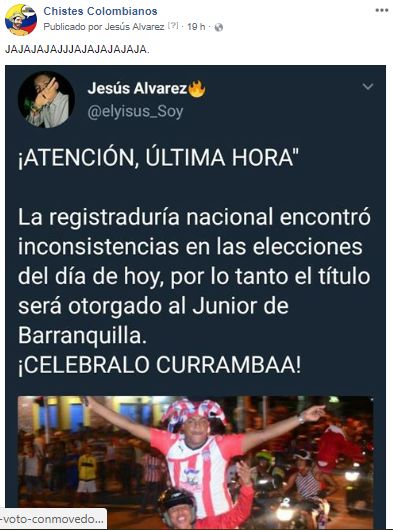 Chistes Colombianos
Publicado por Jesús Alvarez [?] · 19 h ·
JAJAJAJAJJJAJAJAJAJAJA.
Jesús Alvarez🔥
@elyisus_Soy
¡ATENCIÓN, ÚLTIMA HORA"
La registraduría nacional encontró
inconsistencias en las elecciones
del día de hoy, por lo tanto el título
será otorgado al Junior de
Barranquilla.
¡CELEBRALO CURRAMBAA!
-voto-conmovedo...